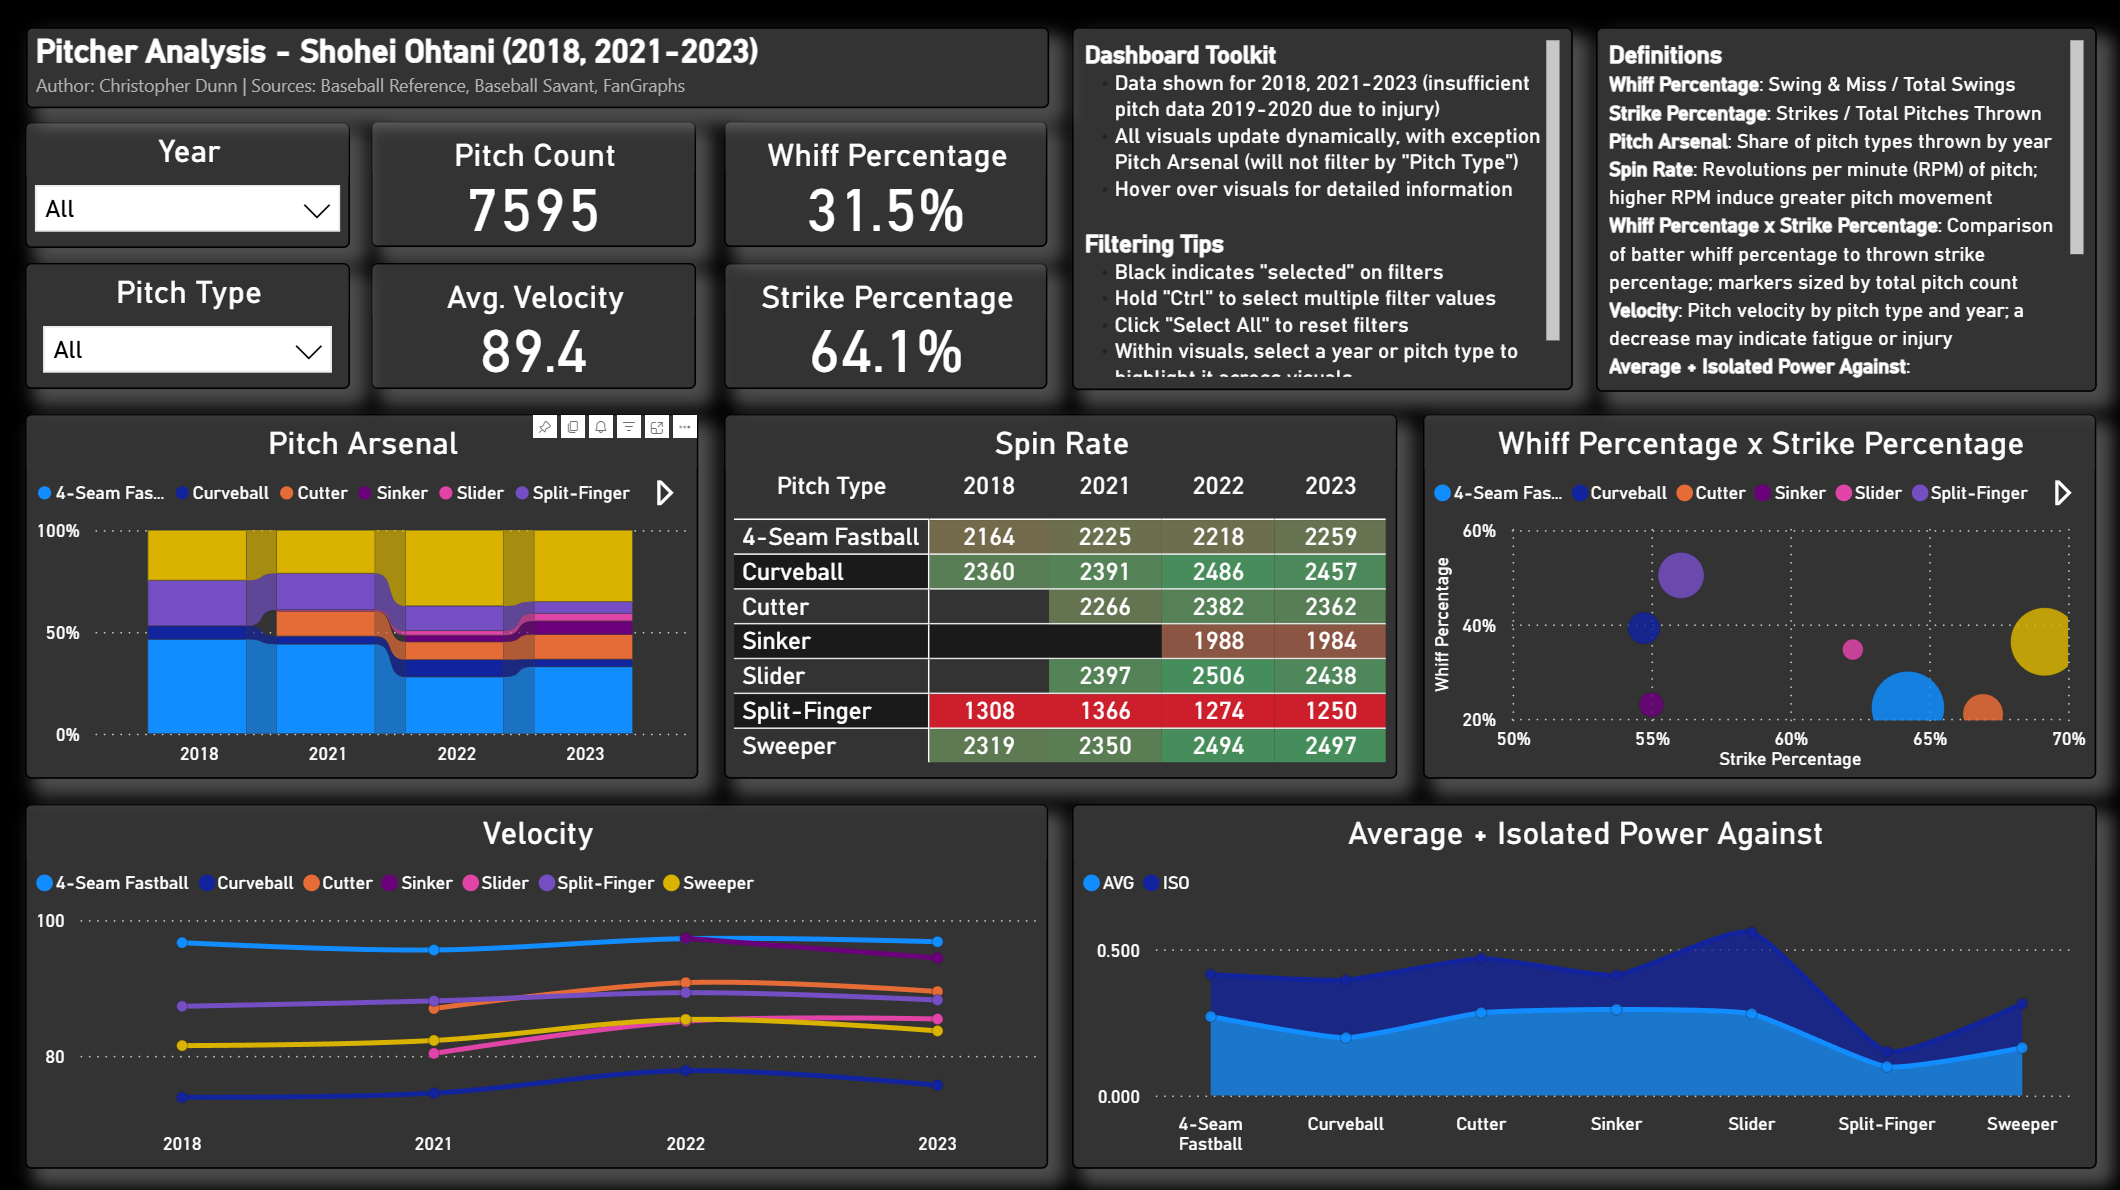 Pitcher Analysis - Shohei Ohtani (2018, 2021-2023)
Author: Christopher Dunn | Sources: Baseball Reference, Baseball Savant, FanGraphs
Year
All
Pitch Count
7595
Whiff Percentage
31.5%
Pitch Type
All
Avg. Velocity
89.4
Strike Percentage
64.1%
Dashboard Toolkit
Data shown for 2018, 2021-2023 (insufficient
pitch data 2019-2020 due to injury)
All visuals update dynamically, with exception
Pitch Arsenal (will not filter by "Pitch Type")
Hover over visuals for detailed information
Filtering Tips
Black indicates "selected" on filters
Hold "Ctrl" to select multiple filter values
Click "Select All" to reset filters
Within visuals, select a year or pitch type to
highlight it across visuals
Definitions
Whiff Percentage: Swing & Miss / Total Swings
Strike Percentage: Strikes / Total Pitches Thrown
Pitch Arsenal: Share of pitch types thrown by year
Spin Rate: Revolutions per minute (RPM) of pitch;
higher RPM induce greater pitch movement
Whiff Percentage x Strike Percentage: Comparison
of batter whiff percentage to thrown strike
percentage; markers sized by total pitch count
Velocity: Pitch velocity by pitch type and year; a
decrease may indicate fatigue or injury
Average + Isolated Power Against:
Pitch Arsenal
4-Seam Fas... Curveball Cutter Sinker Slider Split-Finger
100%
50%
0%
2018 2021 2022 2023
Spin Rate
Pitch Type 2018 2021 2022 2023
4-Seam Fastball 2164 2225 2218 2259
Curveball 2360 2391 2486 2457
Cutter 2266 2382 2362
Sinker 1988 1984
Slider 2397 2506 2438
Split-Finger 1308 1366 1274 1250
Sweeper 2319 2350 2494 2497
Whiff Percentage x Strike Percentage
4-Seam Fas... Curveball Cutter Sinker Slider Split-Finger
Whiff Percentage
60%
40%
20%
50% 55% 60% 65% 70%
Strike Percentage
Velocity
4-Seam Fastball Curveball Cutter Sinker Slider Split-Finger Sweeper
100
80
2018 2021 2022 2023
Average + Isolated Power Against
AVG ISO
0.500
0.000
4-Seam Curveball Cutter Sinker Slider Split-Finger Sweeper
Fastball